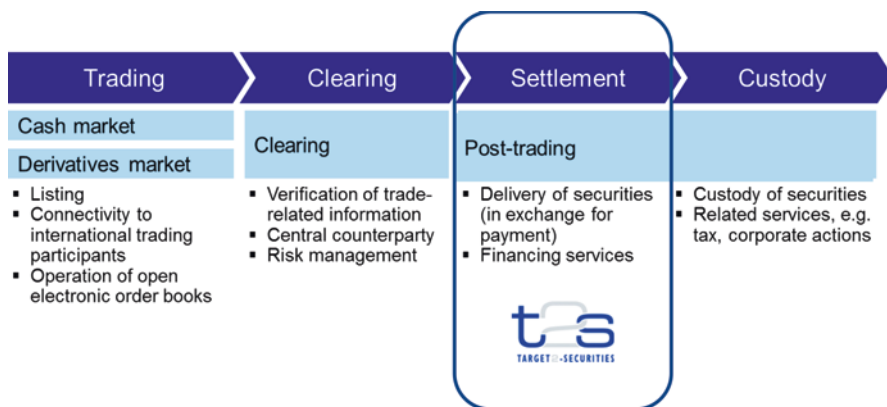 Trading
Clearing
Settlement
Custody
Cash market
Derivatives market
▪ Listing
▪ Connectivity to
international trading
participants
▪ Operation of open
electronic order books
Clearing
▪ Verification of trade-
related information
▪ Central counterparty
▪ Risk management
Post-trading
▪ Delivery of securities
(in exchange for
payment)
▪ Financing services
t2s
TARGET2-SECURITIES
▪ Custody of securities
▪ Related services, e.g.
tax, corporate actions